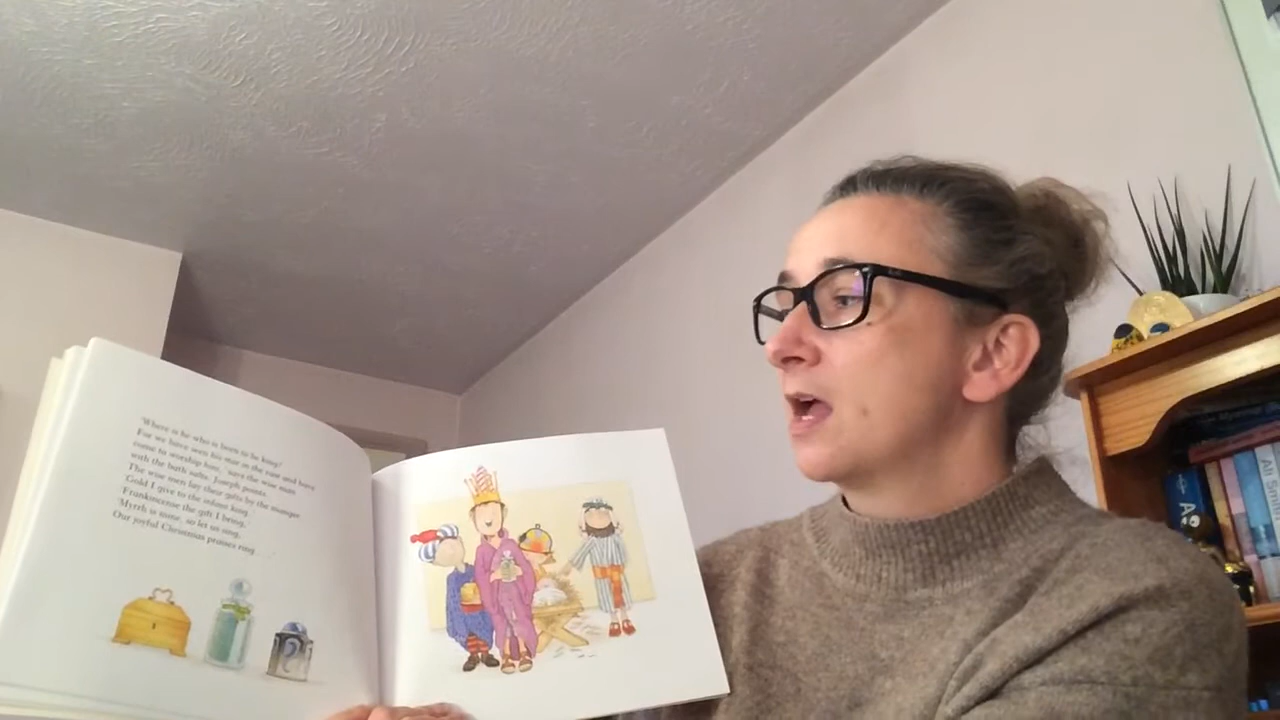 'Where is he who is born to be king?
For we have seen his star in the east and have
come to worship him,' says the wise man
with the bath salts. Joseph points.
The wise men lay their gifts by the manger.
'Gold I give to the infant king.'
'Frankincense the gift I bring.'
'Myrrh is mine, so let us sing,
Our joyful Christmas praises ring . . .'
Ali Smith